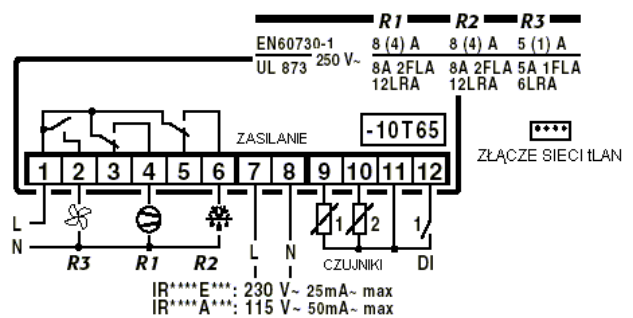 R1 R2 R3
EN60730-1 250 V~ 8 (4) A 8 (4) A 5 (1) A
UL 873 8A 2FLA 8A 2FLA 5A 1FLA
12LRA 12LRA 6LRA
-10T65
ZASILANIE
ZŁĄCZE SIECI tLAN
1 2 3 4 5 6 7 8 9 10 11 12
L
N
1 2 1
R3 R1 R2 L N CZUJNIKI DI
IR****E***: 230 V~ 25mA~ max
IR****A***: 115 V~ 50mA~ max